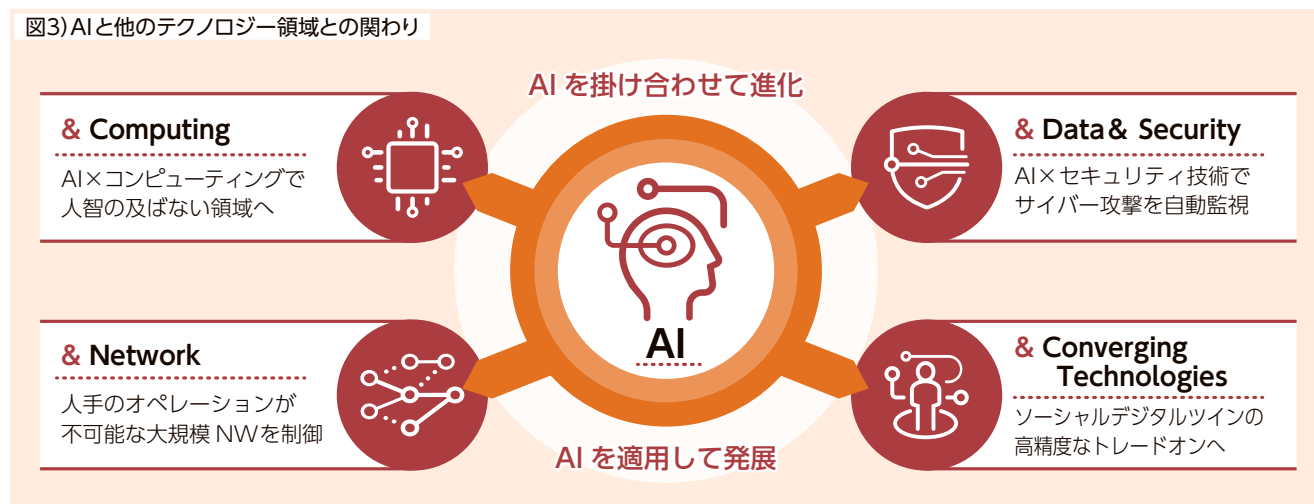 図3)AIと他のテクノロジー領域との関わり
AI を掛け合わせて進化
& Computing
AI×コンピューティングで
人智の及ばない領域へ
& Data& Security
AI×セキュリティ技術で
サイバー攻撃を自動監視
AI
& Network
人手のオペレーションが
不可能な大規模 NWを制御
& Converging
Technologies
ソーシャルデジタルツインの
高精度なトレードオンへ
AI を適用して発展